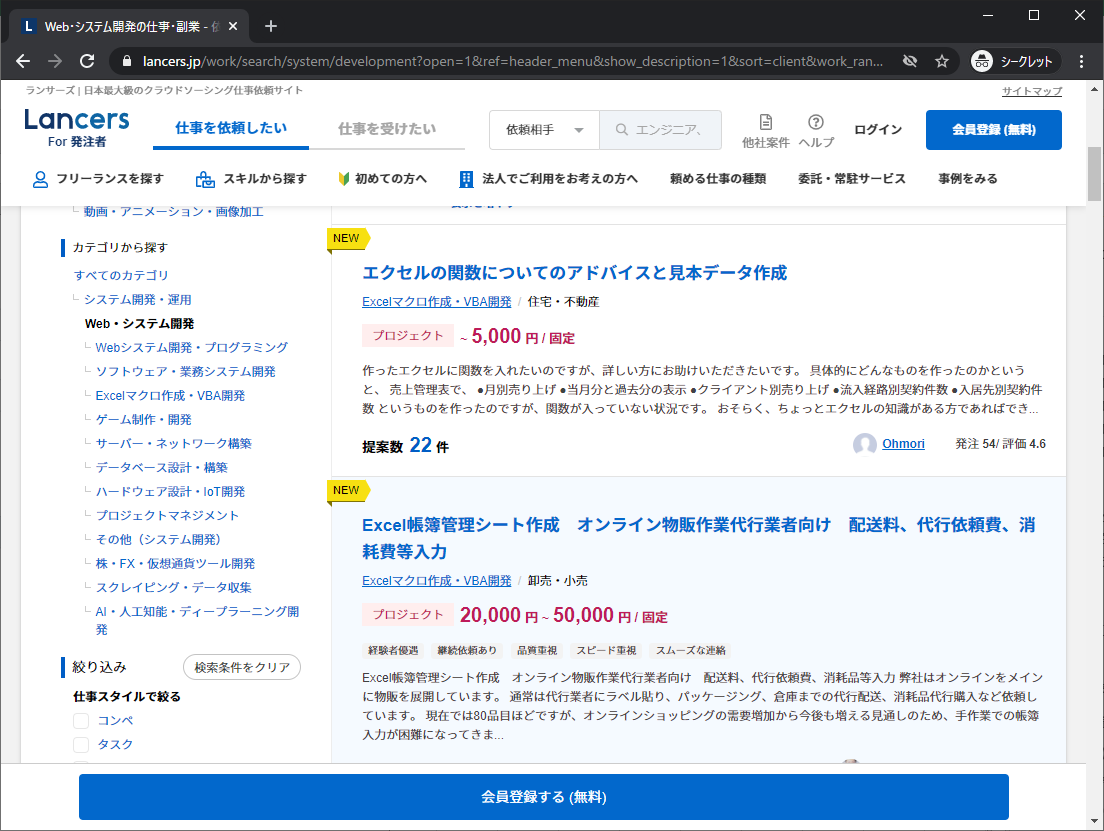 Web・システム開発の仕事・副業 -
lancers.jp/work/search/system/development?open=1&ref=header_menu&show_description=1&sort=client&work_ran...
シークレット
ランサーズ | 日本最大級のクラウドソーシング仕事依頼サイト
サイトマップ
Lancers
For 発注者
仕事を依頼したい
仕事を受けたい
依頼相手
エンジニア、
他社案件
ヘルプ
ログイン
会員登録 (無料)
フリーランスを探す
スキルから探す
初めての方へ
法人でご利用をお考えの方へ
頼める仕事の種類
委託・常駐サービス
事例をみる
動画・アニメーション・画像加工
カテゴリから探す
すべてのカテゴリ
システム開発・運用
Web・システム開発
Webシステム開発・プログラミング
ソフトウェア・業務システム開発
Excelマクロ作成・VBA開発
ゲーム制作・開発
サーバー・ネットワーク構築
データベース設計・構築
ハードウェア設計・IoT開発
プロジェクトマネジメント
その他（システム開発）
株・FX・仮想通貨ツール開発
スクレイピング・データ収集
AI・人工知能・ディープラーニング開
発
絞り込み
検索条件をクリア
仕事スタイルで絞る
コンペ
タスク
NEW
エクセルの関数についてのアドバイスと見本データ作成
Excelマクロ作成・VBA開発 / 住宅・不動産
プロジェクト ~ 5,000 円 / 固定
作ったエクセルに関数を入れたいのですが、詳しい方にお助けいただきたいです。 具体的にどんなものを作ったのかという
と、 売上管理表で、 ●月別売り上げ ●当月分と過去分の表示 ●クライアント別売り上げ ●流入経路別契約件数 ●入居先別契約件
数 というものを作ったのですが、関数が入っていない状況です。 おそらく、ちょっとエクセルの知識がある方であればでき...
提案数 22 件
Ohmori
発注 54/ 評価 4.6
NEW
Excel帳簿管理シート作成　オンライン物販作業代行業者向け　配送料、代行依頼費、消
耗費等入力
Excelマクロ作成・VBA開発 / 卸売・小売
プロジェクト 20,000 円 ~ 50,000 円 / 固定
経験者優遇 継続依頼あり 品質重視 スピード重視 スムーズな連絡
Excel帳簿管理シート作成　オンライン物販作業代行業者向け　配送料、代行依頼費、消耗品等入力 弊社はオンラインをメイン
に物販を展開しています。 通常は代行業者にラベル貼り、パッケージング、倉庫までの代行配送、消耗品代行購入など依頼し
ています。 現在では80品目ほどですが、オンラインショッピングの需要増加から今後も増える見通しのため、手作業での帳簿
入力が困難になってきま...
会員登録する (無料)